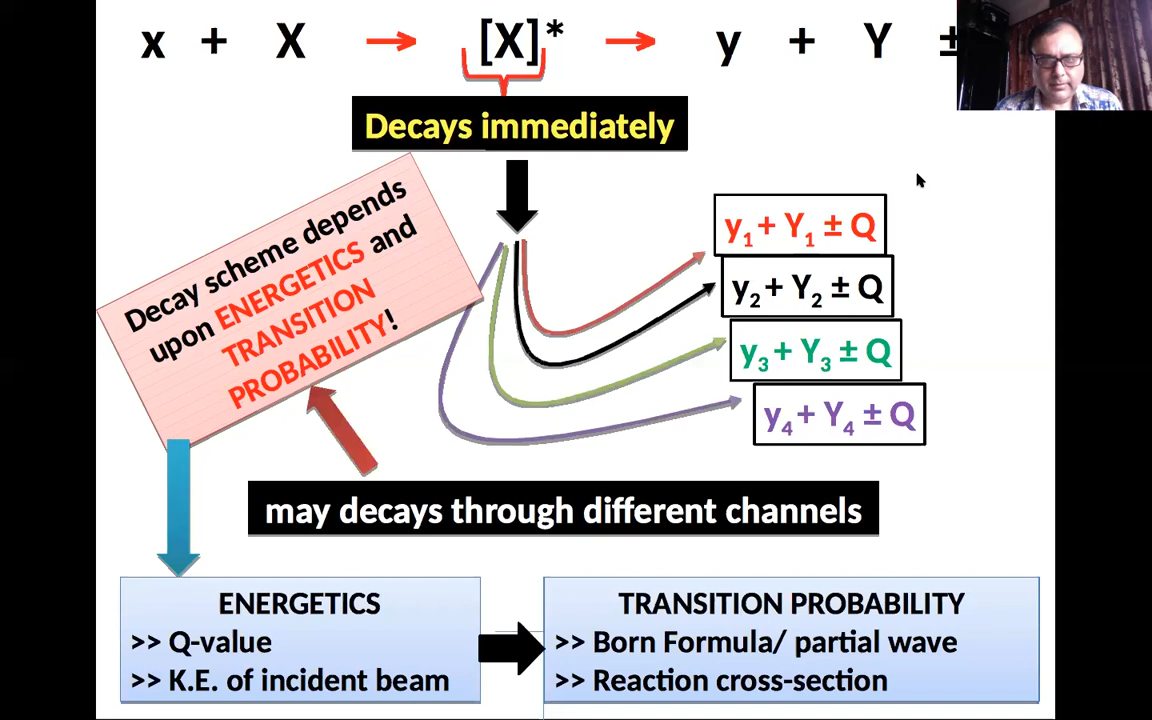 x + X → [X]* → y + Y ±
Decays immediately
Decay scheme depends
upon ENERGETICS and
TRANSITION
PROBABILITY!
y₁ + Y₁ ± Q
y₂ + Y₂ ± Q
y₃ + Y₃ ± Q
y₄ + Y₄ ± Q
may decays through different channels
ENERGETICS
>> Q-value
>> K.E. of incident beam
TRANSITION PROBABILITY
>> Born Formula/ partial wave
>> Reaction cross-section